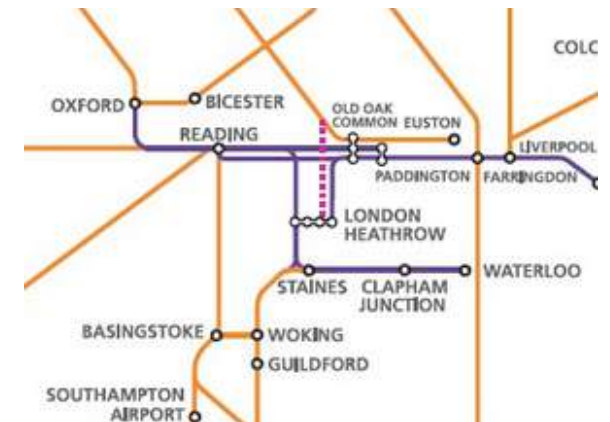 COLC
OXFORD
BICESTER
OLD OAK
COMMON
EUSTON
READING
LIVERPOOL
PADDINGTON
FARRINGDON
LONDON
HEATHROW
STAINES
CLAPHAM
JUNCTION
WATERLOO
BASINGSTOKE
WOKING
GUILDFORD
SOUTHAMPTON
AIRPORT